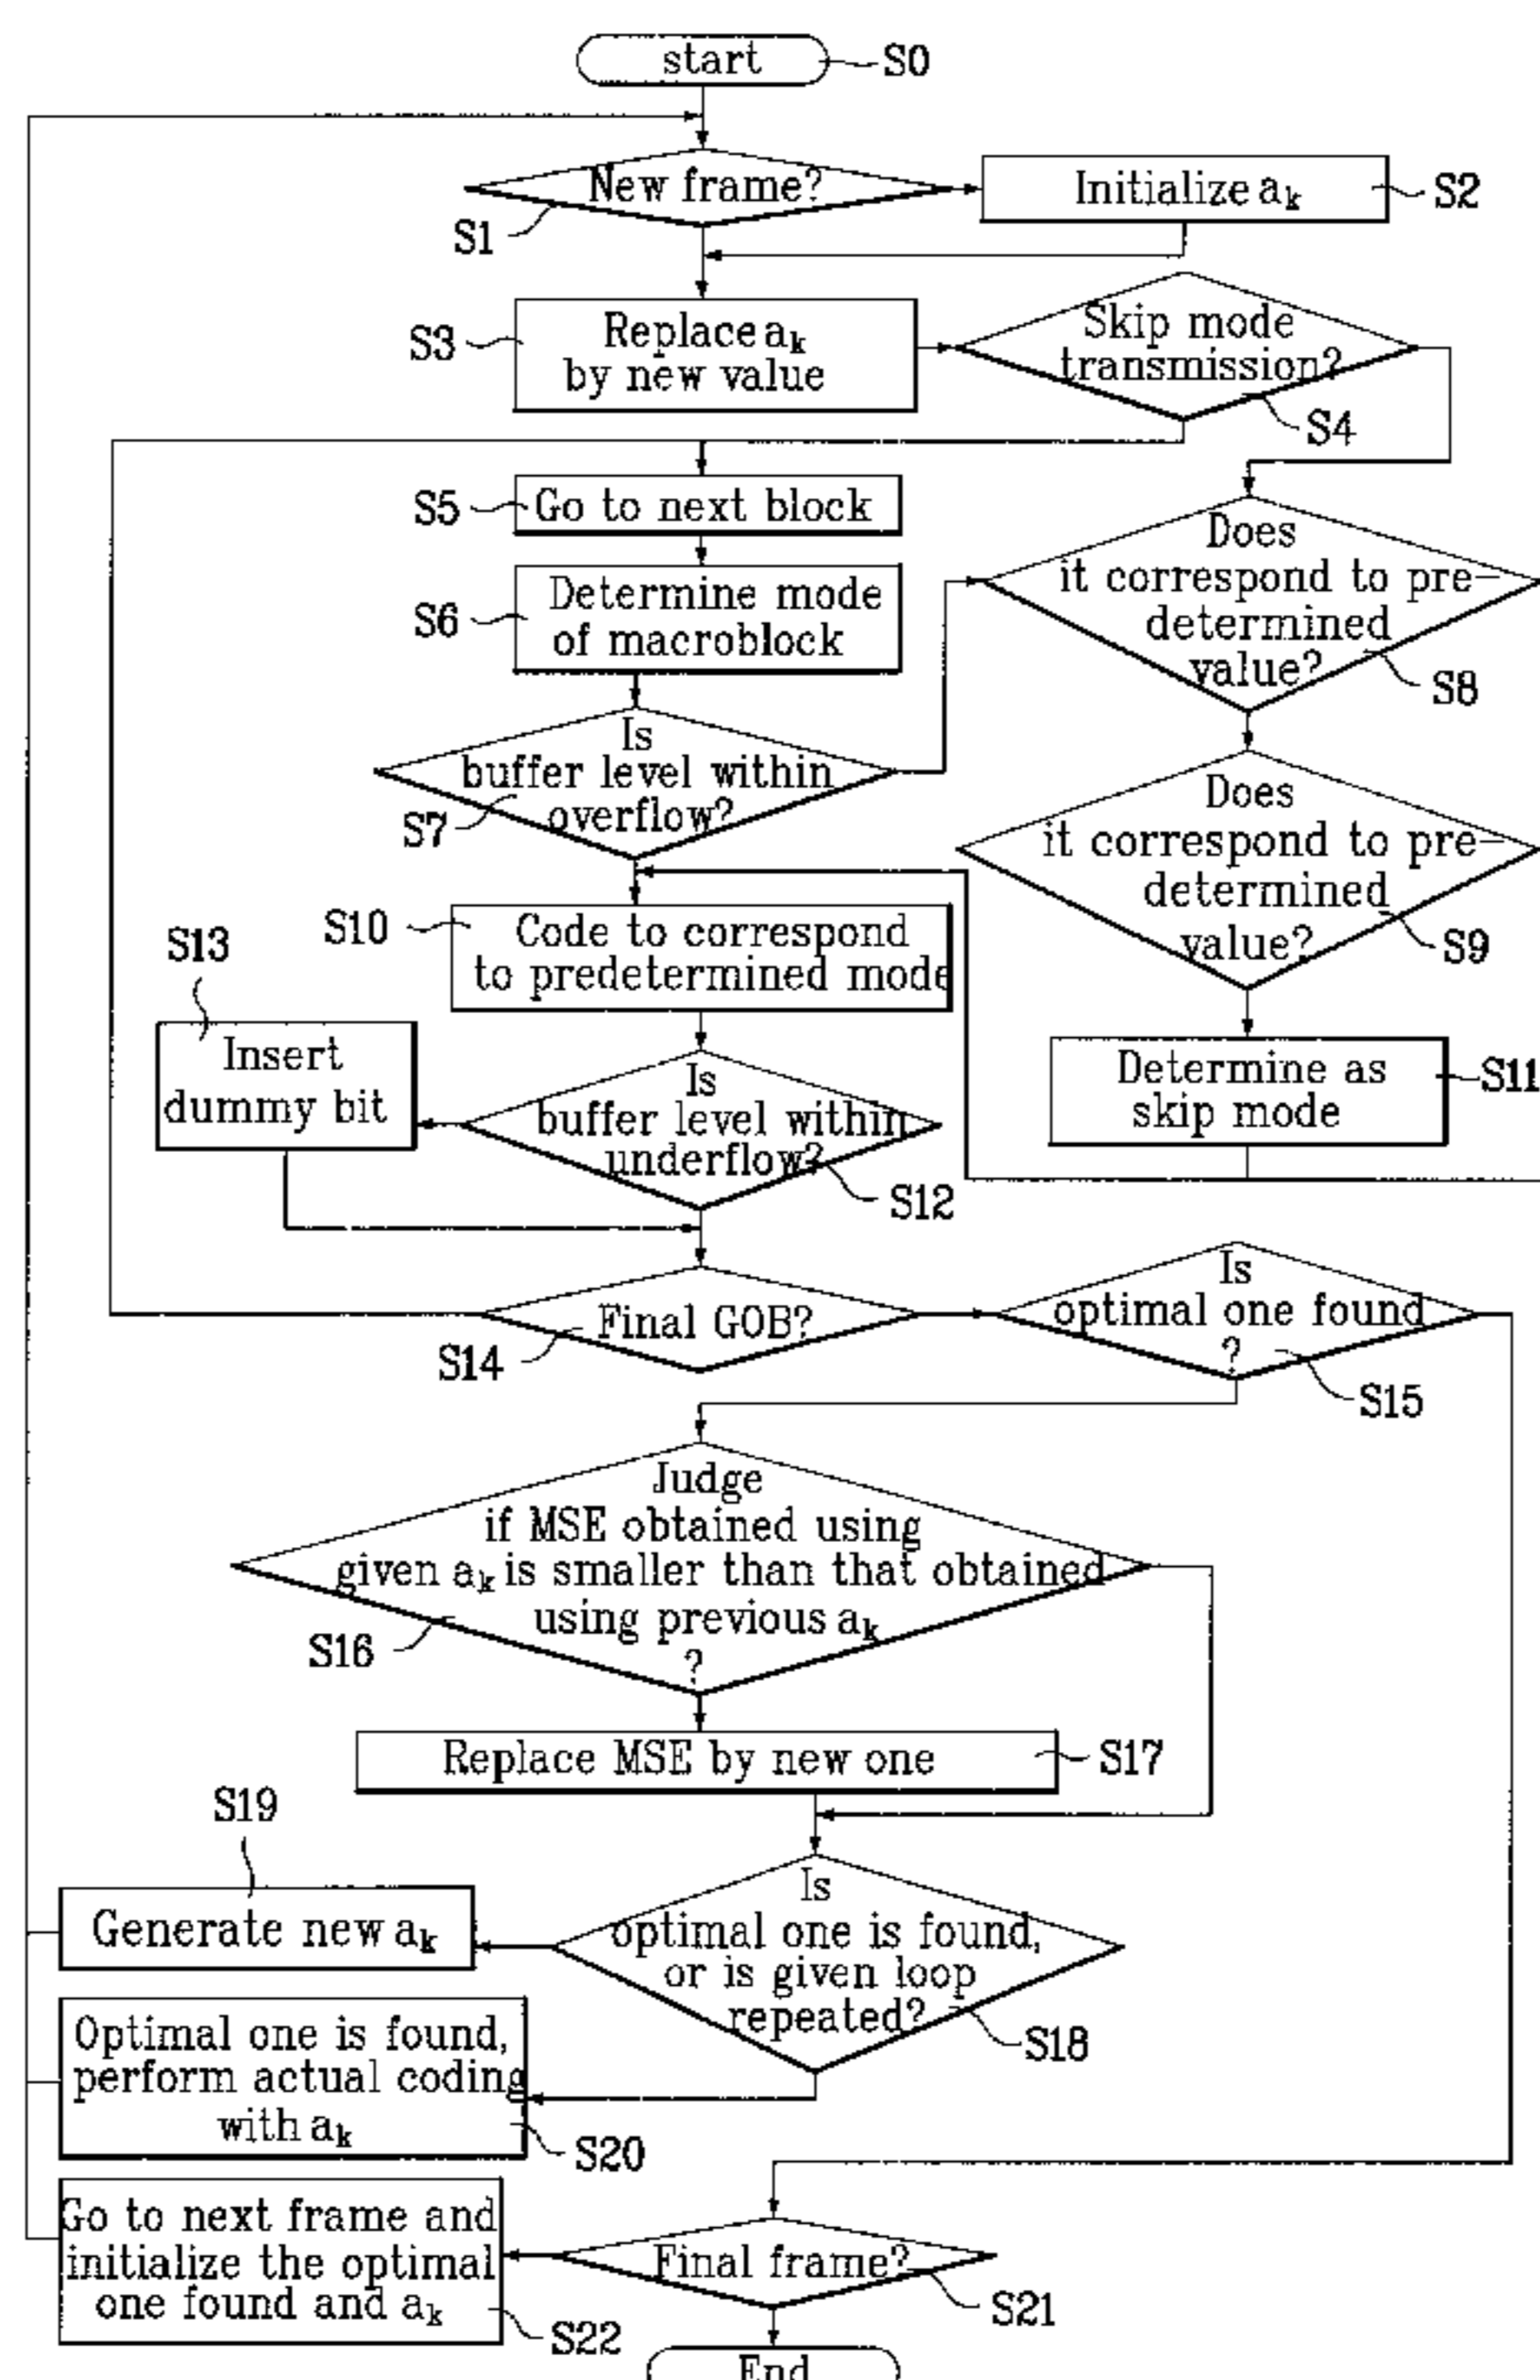 start
S0
New frame?
S1
Initialize ak
S2
S3
Replace ak
by new value
Skip mode
transmission?
S4
S5
Go to next block
S6
Determine mode
of macroblock
Does
it correspond to pre-
determined
value?
S8
Is
buffer level within
overflow?
S7
Does
it correspond to pre-
determined
value?
S9
S10
Code to correspond
to predetermined mode
S13
Insert
dummy bit
Is
buffer level within
underflow?
S12
Determine as
skip mode
S11
Final GOB?
S14
Is
optimal one found
?
S15
Judge
if MSE obtained using
given ak is smaller than that obtained
using previous ak
?
S16
Replace MSE by new one
S17
S19
Generate new ak
Is
optimal one is found,
or is given loop
repeated?
S18
Optimal one is found,
perform actual coding
with ak
S20
Go to next frame and
initialize the optimal
one found and ak
S22
Final frame?
S21
End